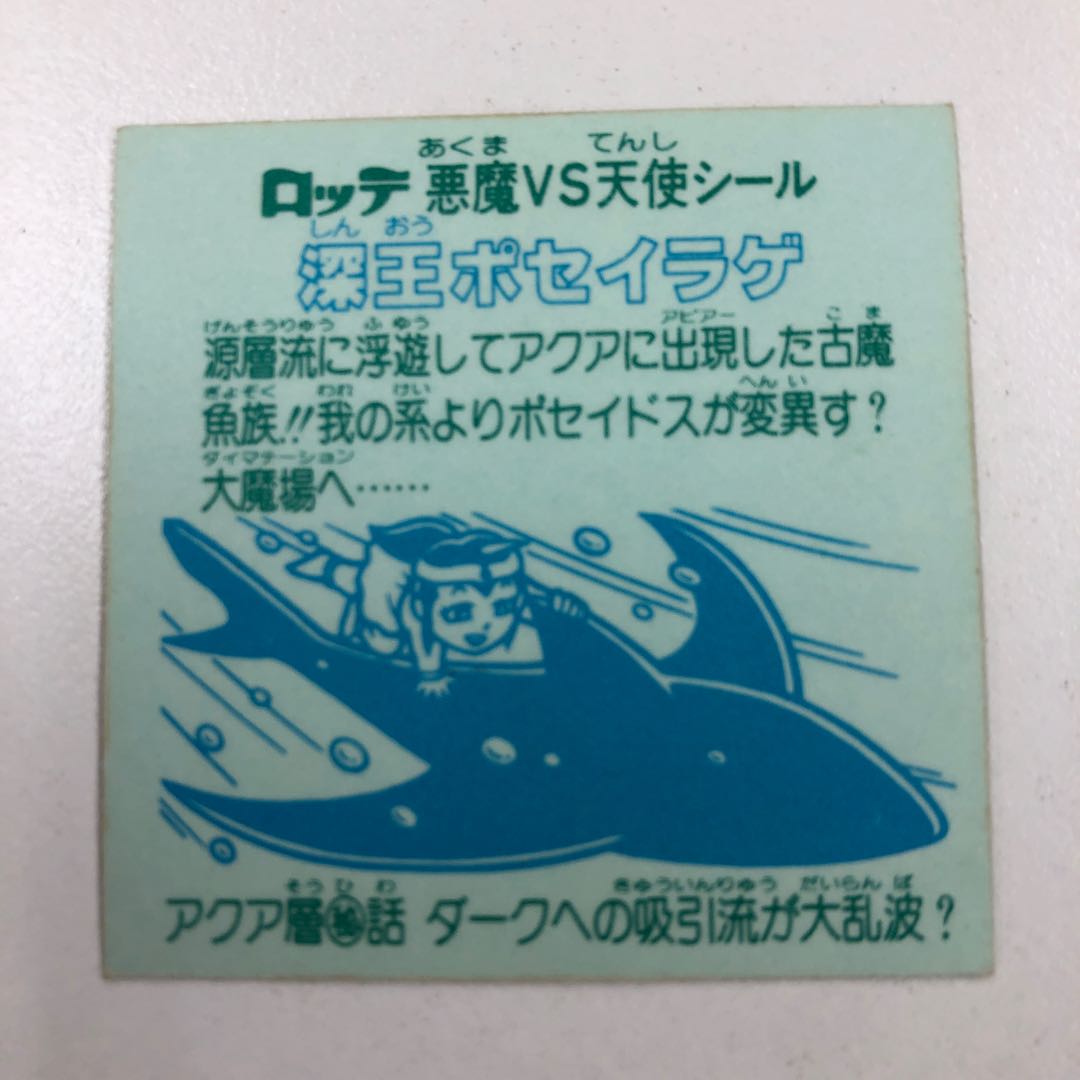 あくま てんし
ロッテ 悪魔VS天使シール
しん おう
深王ポセイラゲ
げんそうりゅう ふ ゆう アピアー こ ま
源層流に浮遊してアクアに出現した古魔
ぎょぞく われ けい へん い
魚族!!我の系よりポセイドスが変異す?
ダイマテーション
大魔場へ……
そう ひ わ きゅういんりゅう だいらん ぱ
アクア層㊙話 ダークへの吸引流が大乱波?